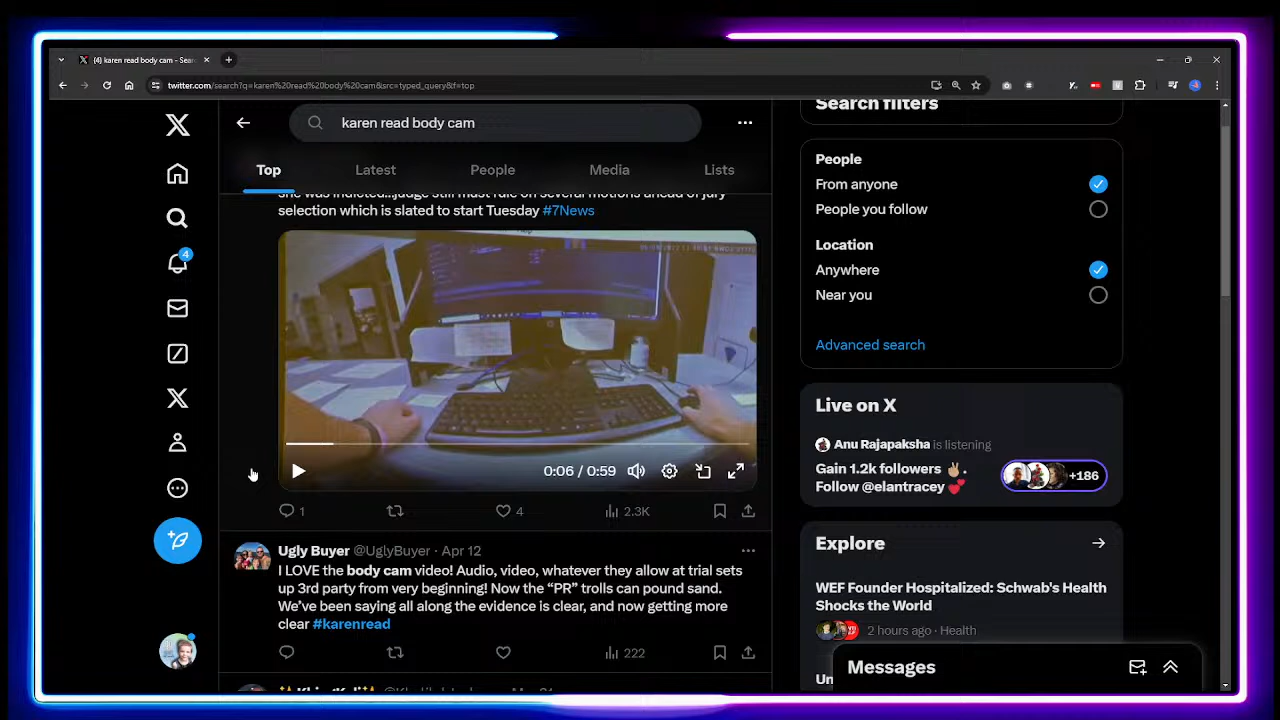 (4) karen read body cam - Sear
twitter.com/search?q=karen%20read%20body%20cam&src=typed_query&f=top
karen read body cam
Top
Latest
People
Media
Lists
selection which is slated to start Tuesday #7News
0:06 / 0:59
1
4
2.3K
Ugly Buyer @UglyBuyer · Apr 12
I LOVE the body cam video! Audio, video, whatever they allow at trial sets
up 3rd party from very beginning! Now the “PR” trolls can pound sand.
We’ve been saying all along the evidence is clear, and now getting more
clear #karenread
222
4
Search filters
People
From anyone
People you follow
Location
Anywhere
Near you
Advanced search
Live on X
Anu Rajapaksha is listening
Gain 1.2k followers ✌🏼.
Follow @elantracey 💕
+186
Explore
WEF Founder Hospitalized: Schwab's Health
Shocks the World
2 hours ago · Health
Un
Messages